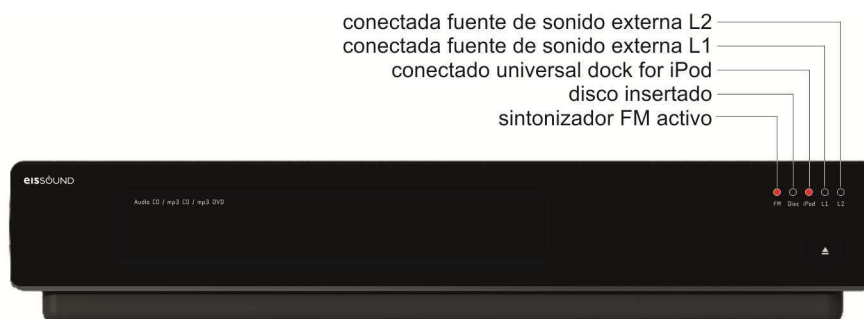 conectada fuente de sonido externa L2
conectada fuente de sonido externa L1
conectado universal dock for iPod
disco insertado
sintonizador FM activo
eissound
Audio CD / mp3 CD / mp3 DVD
FM Disc iPod L1 L2